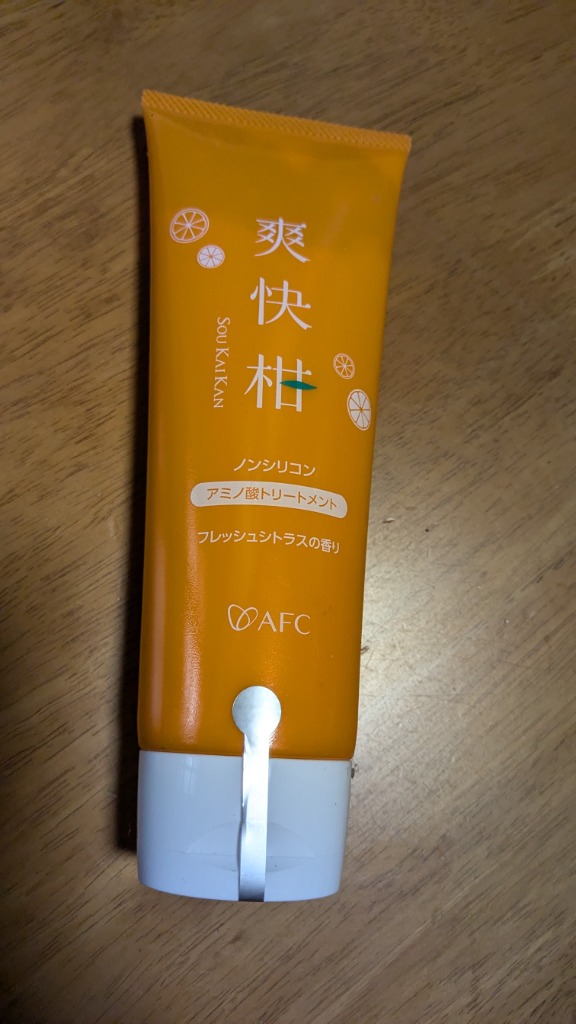 爽快柑
SOU KAI KAN
ノンシリコン
アミノ酸トリートメント
フレッシュシトラスの香り
AFC